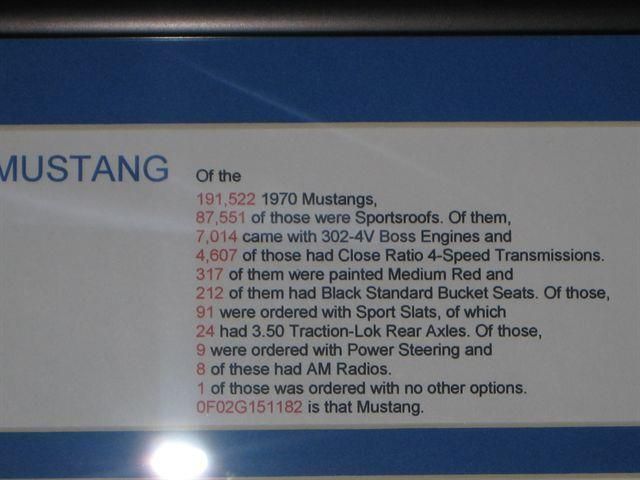 MUSTANG
Of the
191,522 1970 Mustangs,
87,551 of those were Sportsroofs. Of them,
7,014 came with 302-4V Boss Engines and
4,607 of those had Close Ratio 4-Speed Transmissions.
317 of them were painted Medium Red and
212 of them had Black Standard Bucket Seats. Of those,
91 were ordered with Sport Slats, of which
24 had 3.50 Traction-Lok Rear Axles. Of those,
9 were ordered with Power Steering and
8 of these had AM Radios.
1 of those was ordered with no other options.
0F02G151182 is that Mustang.